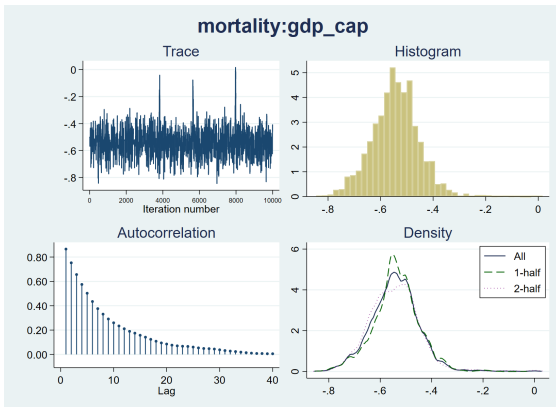 mortality:gdp_cap
Trace
0
-.2
-.4
-.6
-.8
0 2000 4000 6000 8000 10000
Iteration number
Histogram
5
4
3
2
1
0
-.8 -.6 -.4 -.2 0
Autocorrelation
0.80
0.60
0.40
0.20
0.00
0 10 20 30 40
Lag
Density
6
4
2
0
-.8 -.6 -.4 -.2 0
All
1-half
2-half